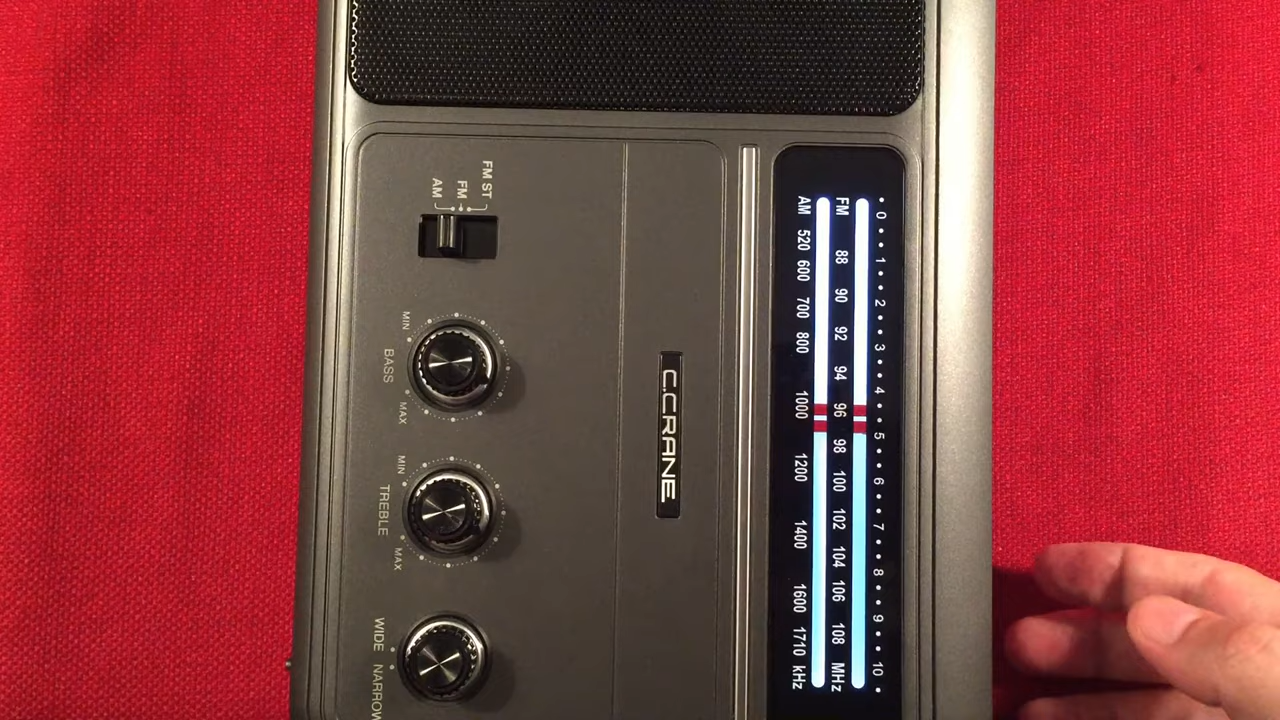 0 1 2 3 4 5 6 7 8 9 10
FM 88 90 92 94 96 98 100 102 104 106 108 MHz
AM 520 600 700 800 1000 1200 1400 1600 1710 kHz
C.CRANE
FM ST
FM
AM
MIN BASS MAX
MIN TREBLE MAX
WIDE NARROW